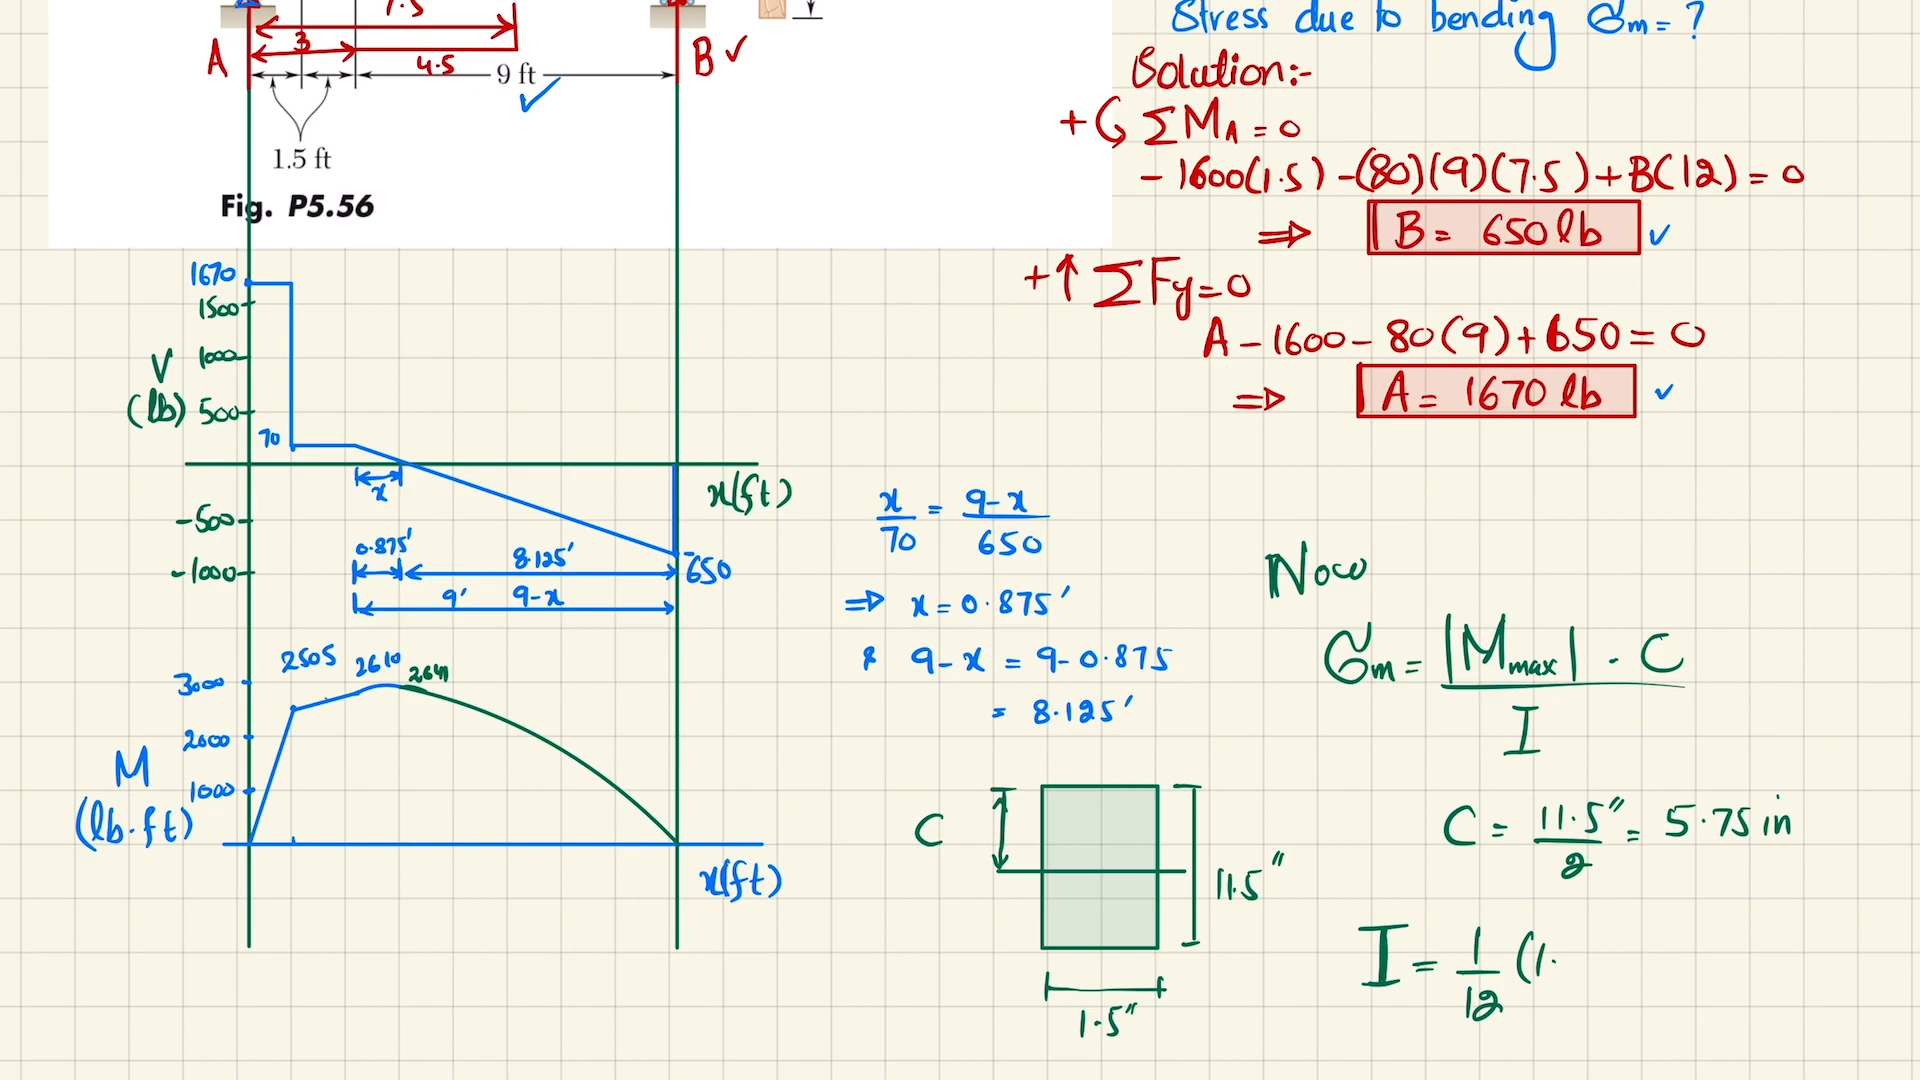 Stress due to bending σm = ?
7.5
A
3
4.5
9 ft
B ✓
1.5 ft
Fig. P5.56
Solution:-
+ ↺ ΣMA = 0
- 1600(1.5) - (80)(9)(7.5) + B(12) = 0
⇒ B = 650 lb ✓
+↑ ΣFy = 0
A - 1600 - 80(9) + 650 = 0
⇒ A = 1670 lb ✓
1670
1500
V
1000
(lb)
500
70
x
x(ft)
-500
0.875'
8.125'
-1000
-650
9'
9-x
x/70 = 9-x/650
⇒ x = 0.875'
& 9-x = 9-0.875
= 8.125'
2505
2610
2641
3000
2000
M
1000
(lb.ft)
x(ft)
Now
σm = |Mmax| . C / I
C
11.5"
1.5"
C = 11.5"/2 = 5.75 in
I = 1/12 (1.